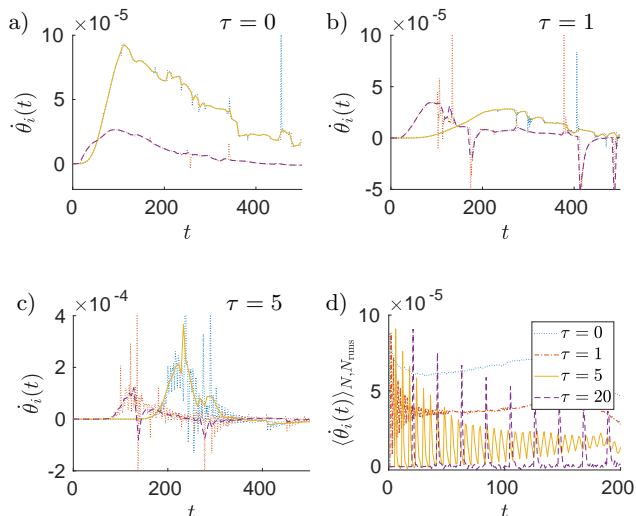 a) ×10⁻⁵ τ = 0
10
5
0
θ̇ᵢ(t)
0 200 400
t
b) ×10⁻⁵ τ = 1
10
5
0
-5
θ̇ᵢ(t)
0 200 400
t
c) ×10⁻⁴ τ = 5
4
2
0
-2
θ̇ᵢ(t)
0 200 400
t
d) ×10⁻⁵
10
5
0
⟨θ̇ᵢ(t)⟩N,Nruns
τ = 0
τ = 1
τ = 5
τ = 20
0 100 200
t